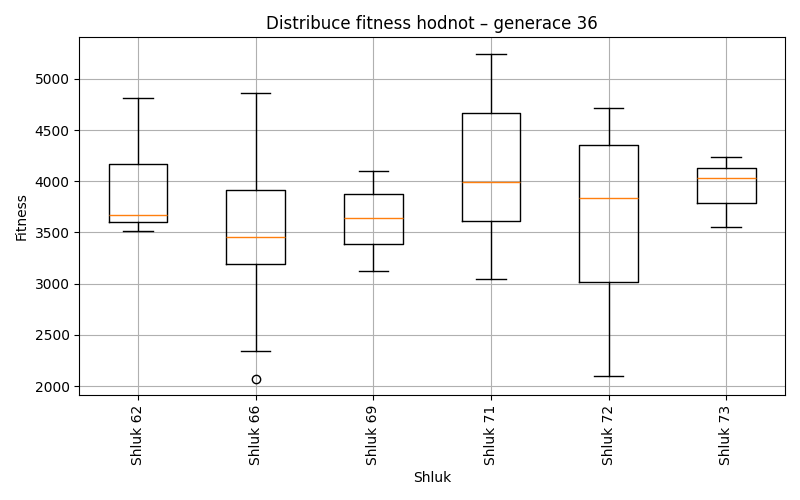 Distribuce fitness hodnot – generace 36
Fitness
5000
4500
4000
3500
3000
2500
2000
Shluk 62
Shluk 66
Shluk 69
Shluk 71
Shluk 72
Shluk 73
Shluk